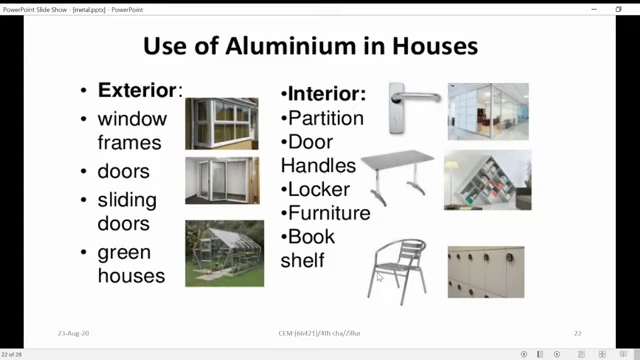 PowerPoint Slide Show - [metal.pptx] - PowerPoint
Use of Aluminium in Houses
• Exterior:
• window
frames
• doors
• sliding
doors
• green
houses
•Interior:
•Partition
•Door
Handles
•Locker
•Furniture
•Book
shelf
23-Aug-20
CEM (66421)/4th cha/Zillur
22
22 of 28